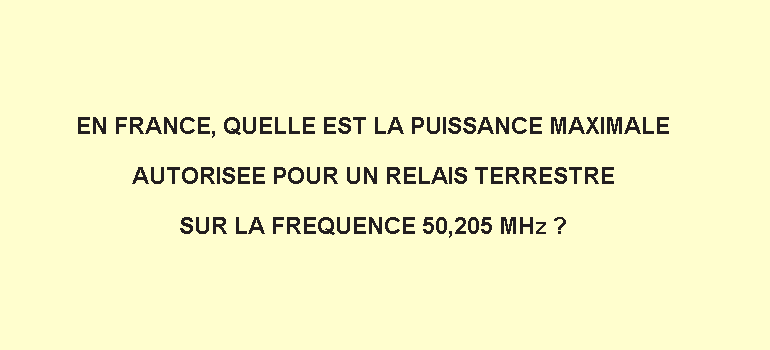 EN FRANCE, QUELLE EST LA PUISSANCE MAXIMALE
AUTORISEE POUR UN RELAIS TERRESTRE
SUR LA FREQUENCE 50,205 MHz ?